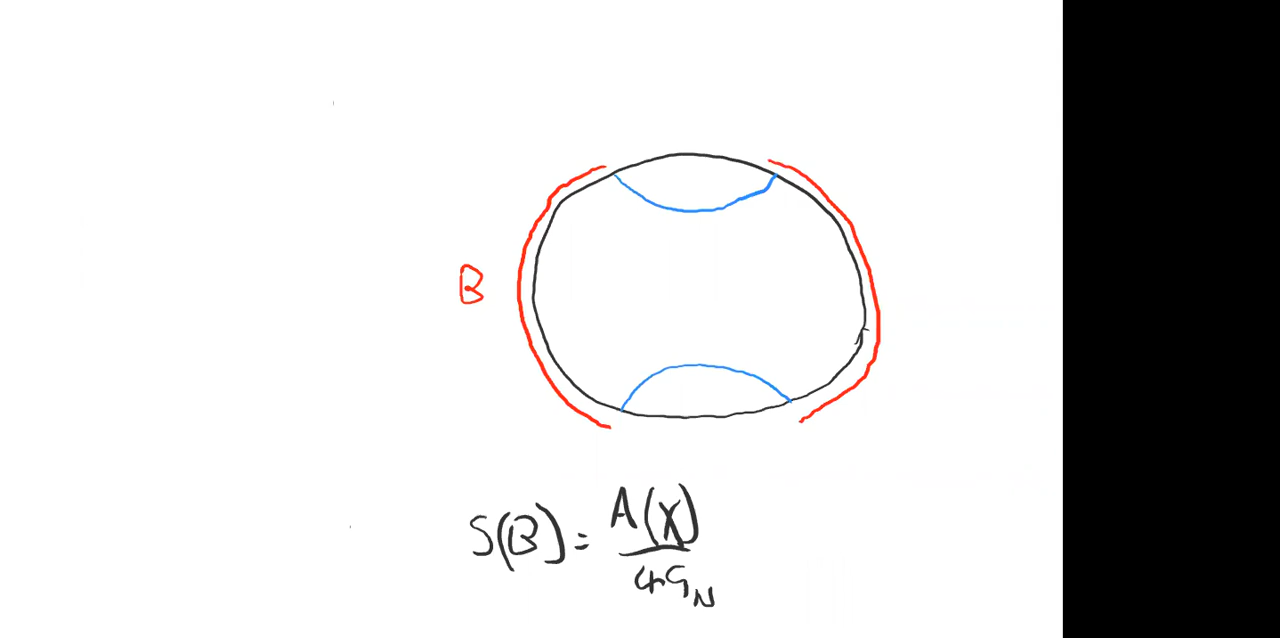 B
S(B) = A(X)
4G_N